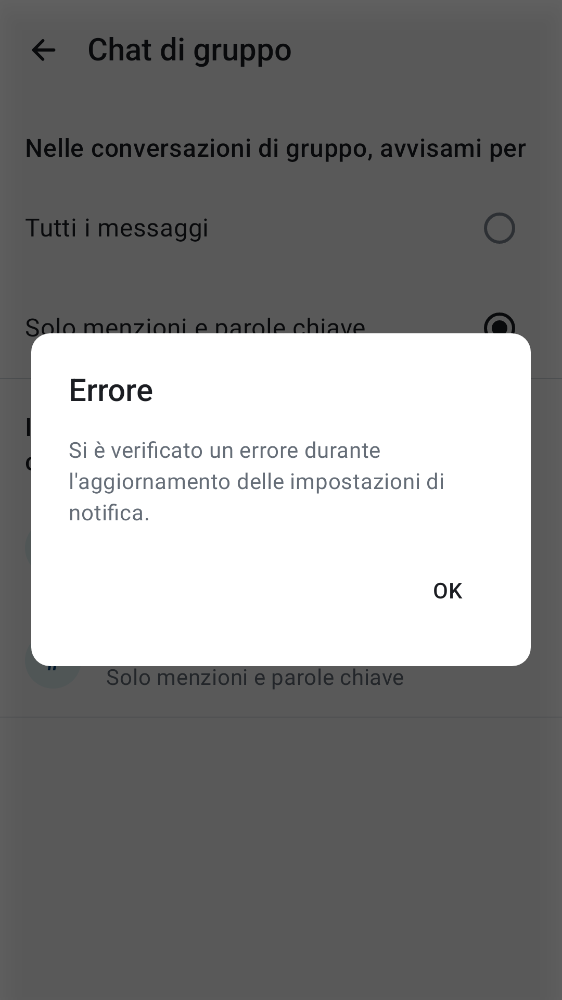 Chat di gruppo
Nelle conversazioni di gruppo, avvisami per
Tutti i messaggi
Solo menzioni e parole chiave
Errore
Si è verificato un errore durante
l'aggiornamento delle impostazioni di
notifica.
OK
Solo menzioni e parole chiave